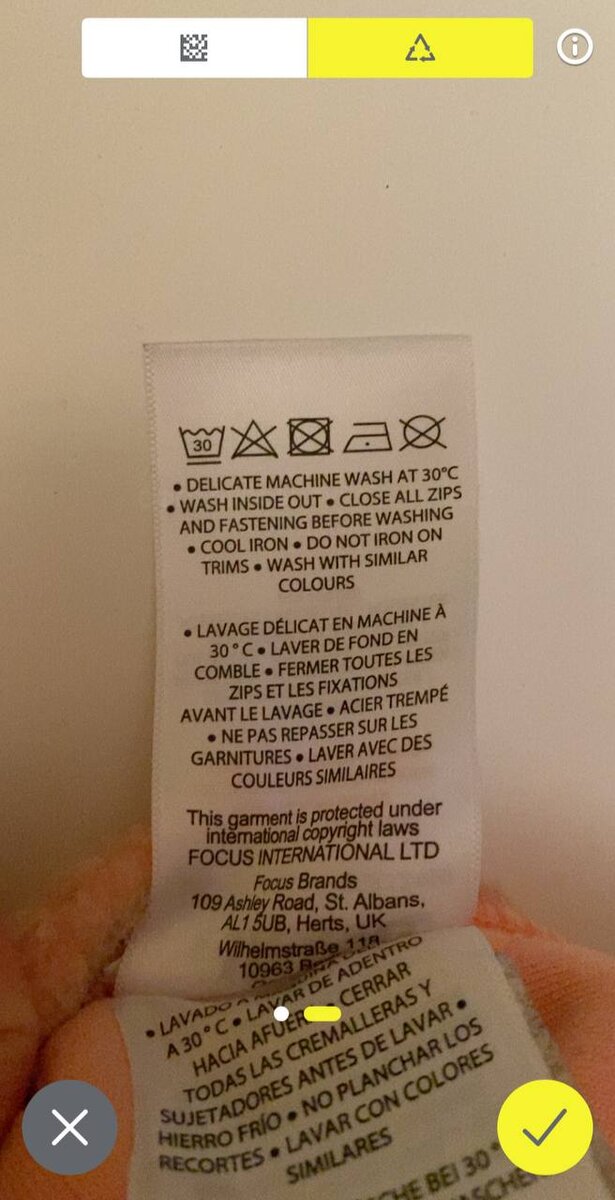 30
• DELICATE MACHINE WASH AT 30°C
• WASH INSIDE OUT • CLOSE ALL ZIPS
AND FASTENING BEFORE WASHING
• COOL IRON • DO NOT IRON ON
TRIMS • WASH WITH SIMILAR
COLOURS
• LAVAGE DÉLICAT EN MACHINE À
30 ° C • LAVER DE FOND EN
COMBLE • FERMER TOUTES LES
ZIPS ET LES FIXATIONS
AVANT LE LAVAGE • ACIER TREMPÉ
• NE PAS REPASSER SUR LES
GARNITURES • LAVER AVEC DES
COULEURS SIMILAIRES
This garment is protected under
international copyright laws
FOCUS INTERNATIONAL LTD
Focus Brands
109 Ashley Road, St. Albans,
AL1 5UB, Herts, UK
Wilhelmstraße 118
10963
• LAVADO
A 30 ° C • LAVAR DE ADENTRO
HACIA AFUERA • CERRAR
TODAS LAS CREMALLERAS Y
SUJETADORES ANTES DE LAVAR •
HIERRO FRÍO • NO PLANCHAR LOS
RECORTES • LAVAR CON COLORES
SIMILARES
BEI 30°